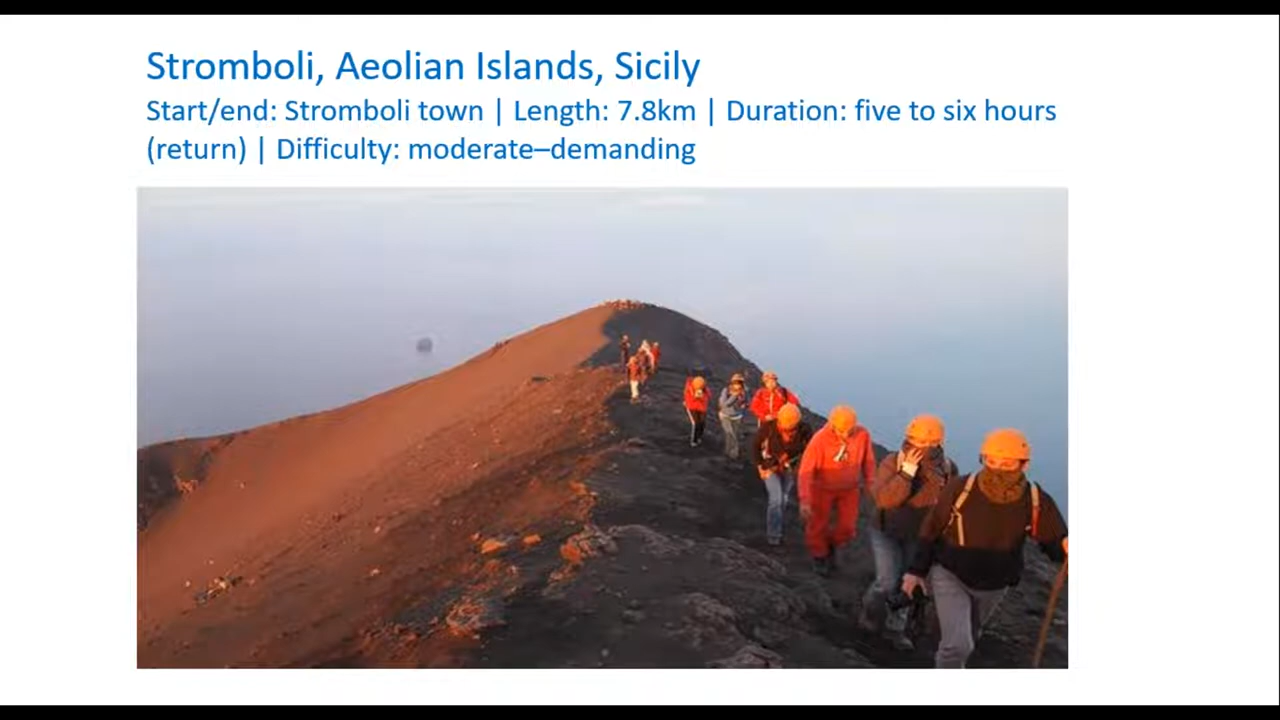 Stromboli, Aeolian Islands, Sicily
Start/end: Stromboli town | Length: 7.8km | Duration: five to six hours
(return) | Difficulty: moderate–demanding